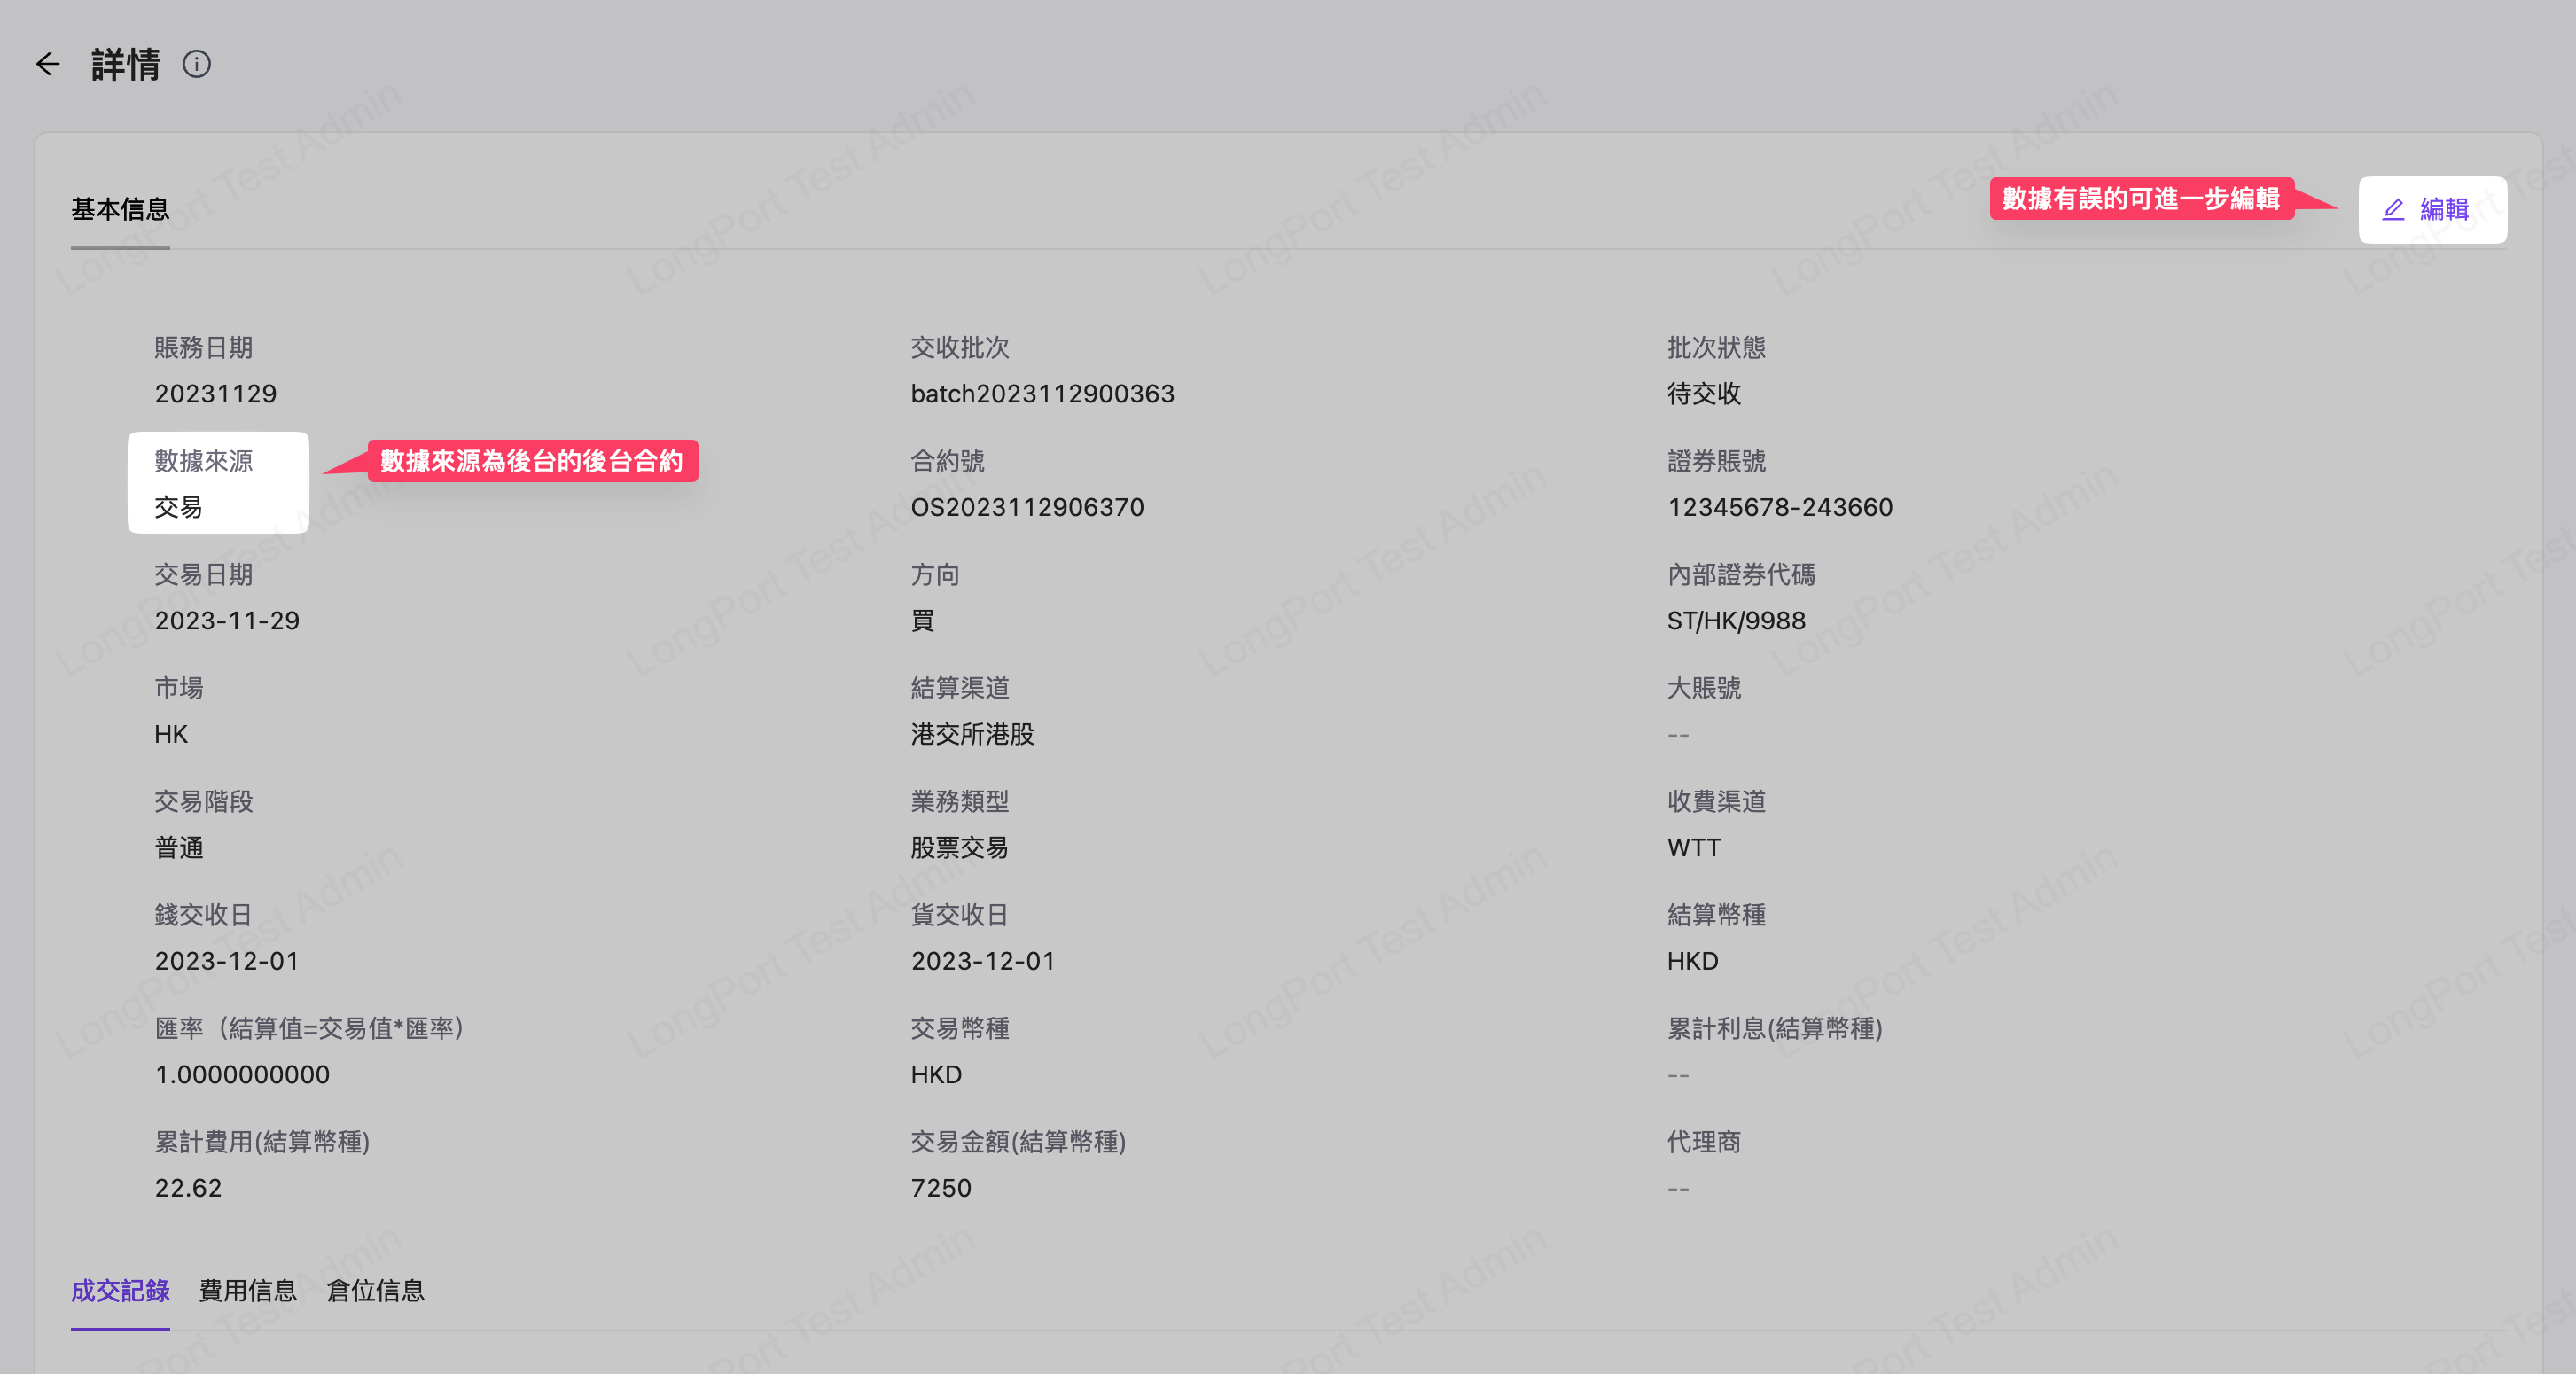 詳情
基本信息
數據有誤的可進一步編輯
編輯
賬務日期
交收批次
批次狀態
20231129
batch2023112900363
待交收
數據來源
數據來源為後台的後台合約
合約號
證券賬號
交易
OS2023112906370
12345678-243660
交易日期
方向
內部證券代碼
2023-11-29
買
ST/HK/9988
市場
結算渠道
大賬號
HK
港交所港股
--
交易階段
業務類型
收費渠道
普通
股票交易
WTT
錢交收日
貨交收日
結算幣種
2023-12-01
2023-12-01
HKD
匯率（結算值=交易值*匯率）
交易幣種
累計利息(結算幣種)
1.0000000000
HKD
--
累計費用(結算幣種)
交易金額(結算幣種)
代理商
22.62
7250
--
成交記錄
費用信息
倉位信息
LongPort Test Admin